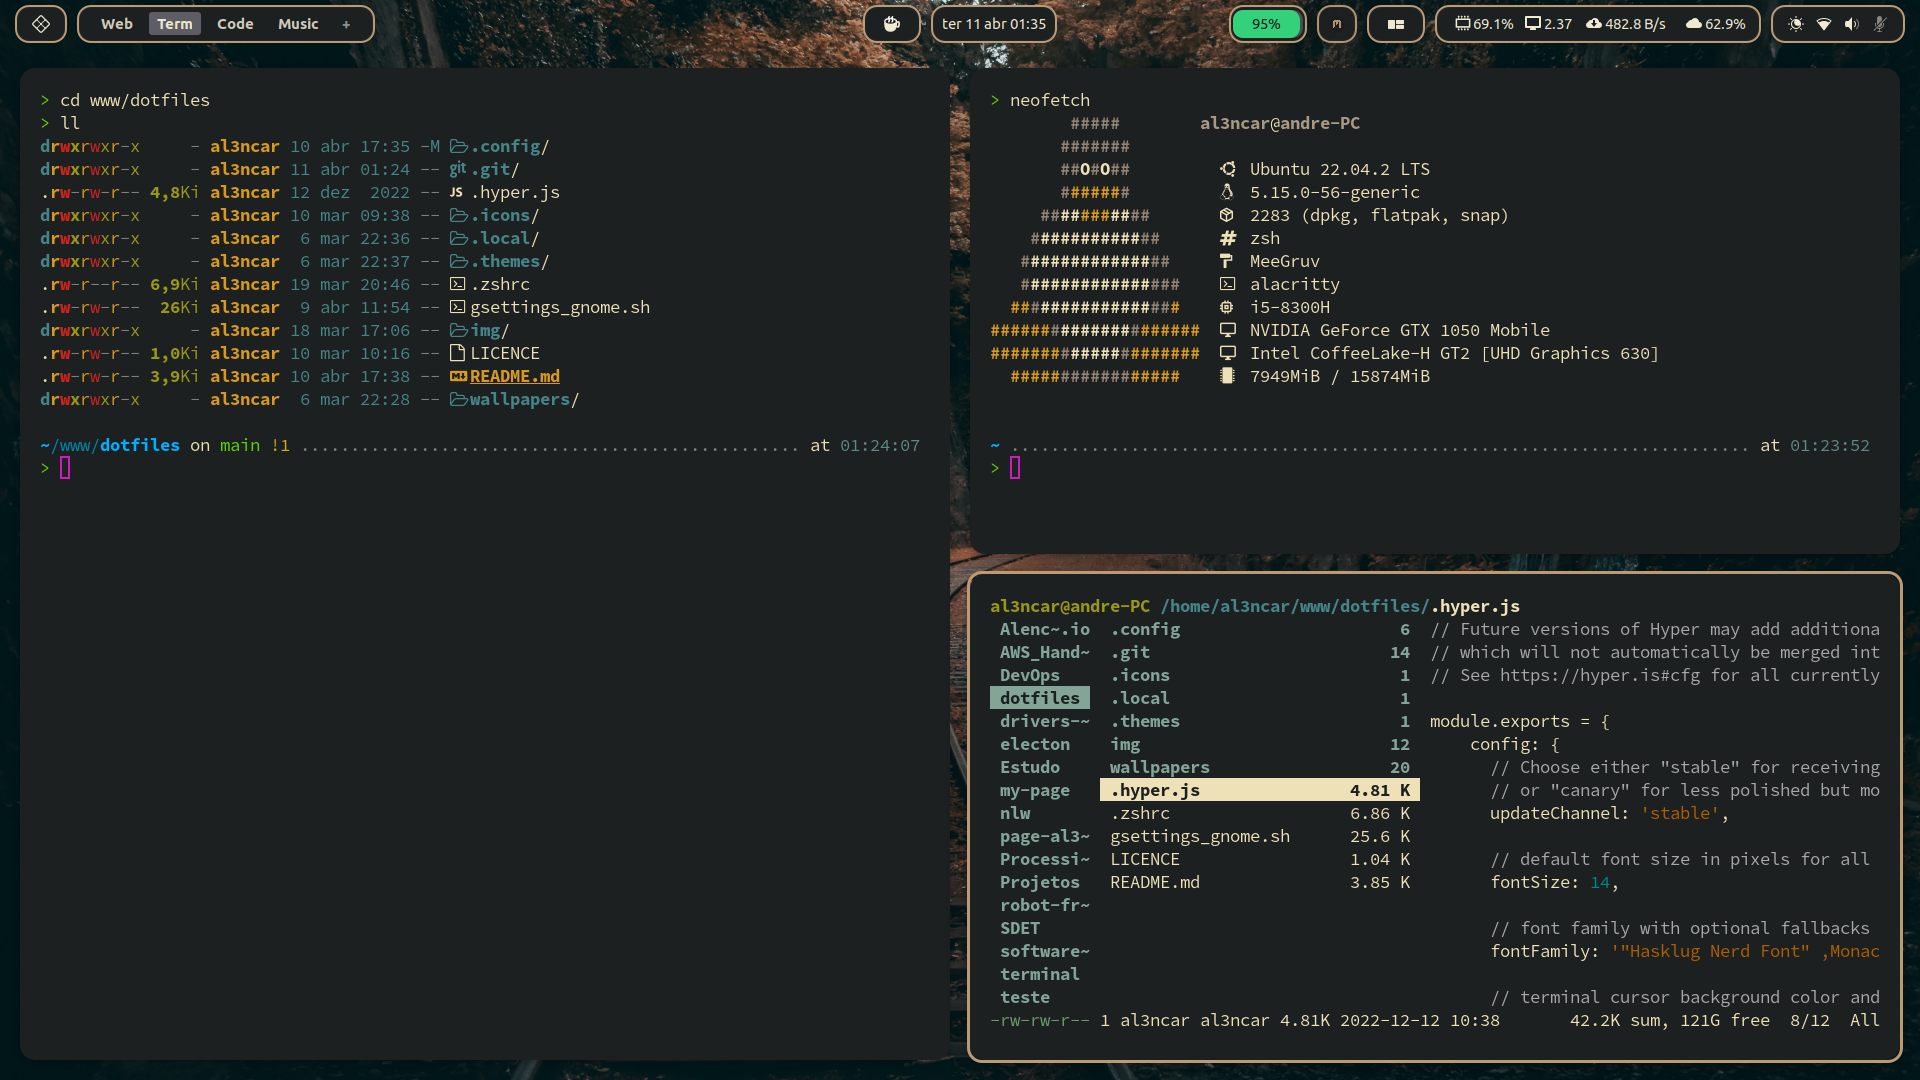 Web Term Code Music +
ter 11 abr 01:35
95%
69.1% 2.37 482.8 B/s 62.9%
> cd www/dotfiles
> ll
drwxrwxr-x - al3ncar 10 abr 17:35 -M .config/
drwxrwxr-x - al3ncar 11 abr 01:24 -- git .git/
.rw-rw-r-- 4,8Ki al3ncar 12 dez 2022 -- JS .hyper.js
drwxrwxr-x - al3ncar 10 mar 09:38 -- .icons/
drwxrwxr-x - al3ncar 6 mar 22:36 -- .local/
drwxrwxr-x - al3ncar 6 mar 22:37 -- .themes/
.rw-r--r-- 6,9Ki al3ncar 19 mar 20:46 -- .zshrc
.rw-rw-r-- 26Ki al3ncar 9 abr 11:54 -- gsettings_gnome.sh
drwxrwxr-x - al3ncar 18 mar 17:06 -- img/
.rw-rw-r-- 1,0Ki al3ncar 10 mar 10:16 -- LICENCE
.rw-rw-r-- 3,9Ki al3ncar 10 abr 17:38 -- README.md
drwxrwxr-x - al3ncar 6 mar 22:28 -- wallpapers/
~/www/dotfiles on main !1 .................................................. at 01:24:07
>
> neofetch
##### al3ncar@andre-PC
#######
##O#O## Ubuntu 22.04.2 LTS
####### 5.15.0-56-generic
########### 2283 (dpkg, flatpak, snap)
############# zsh
############### MeeGruv
################ alacritty
################# i5-8300H
##################### NVIDIA GeForce GTX 1050 Mobile
##################### Intel CoffeeLake-H GT2 [UHD Graphics 630]
################# 7949MiB / 15874MiB
~ .......................................................................... at 01:23:52
>
al3ncar@andre-PC /home/al3ncar/www/dotfiles/.hyper.js
Alenc~.io .config 6 // Future versions of Hyper may add additiona
AWS_Hand~ .git 14 // which will not automatically be merged int
DevOps .icons 1 // See https://hyper.is#cfg for all currently
dotfiles .local 1
drivers-~ .themes 1 module.exports = {
electon img 12 config: {
Estudo wallpapers 20 // Choose either "stable" for receiving
my-page .hyper.js 4.81 K // or "canary" for less polished but mo
nlw .zshrc 6.86 K updateChannel: 'stable',
page-al3~ gsettings_gnome.sh 25.6 K
Processi~ LICENCE 1.04 K // default font size in pixels for all
Projetos README.md 3.85 K fontSize: 14,
robot-fr~
SDET // font family with optional fallbacks
software~ fontFamily: '"Hasklug Nerd Font" ,Monac
terminal
teste // terminal cursor background color and
-rw-rw-r-- 1 al3ncar al3ncar 4.81K 2022-12-12 10:38 42.2K sum, 121G free 8/12 All